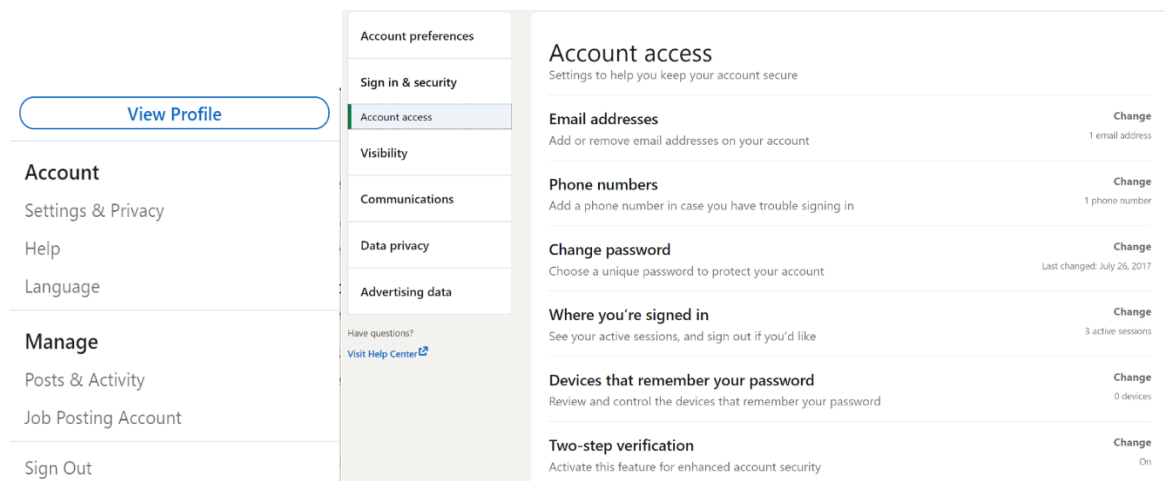 View Profile
Account
Settings & Privacy
Help
Language
Manage
Posts & Activity
Job Posting Account
Sign Out
Account preferences
Sign in & security
Account access
Visibility
Communications
Data privacy
Advertising data
Have questions?
Visit Help Center
Account access
Settings to help you keep your account secure
Email addresses
Change
Add or remove email addresses on your account
1 email address
Phone numbers
Change
Add a phone number in case you have trouble signing in
1 phone number
Change password
Change
Choose a unique password to protect your account
Last changed: July 26, 2017
Where you're signed in
Change
See your active sessions, and sign out if you'd like
3 active sessions
Devices that remember your password
Change
Review and control the devices that remember your password
0 devices
Two-step verification
Change
Activate this feature for enhanced account security
On